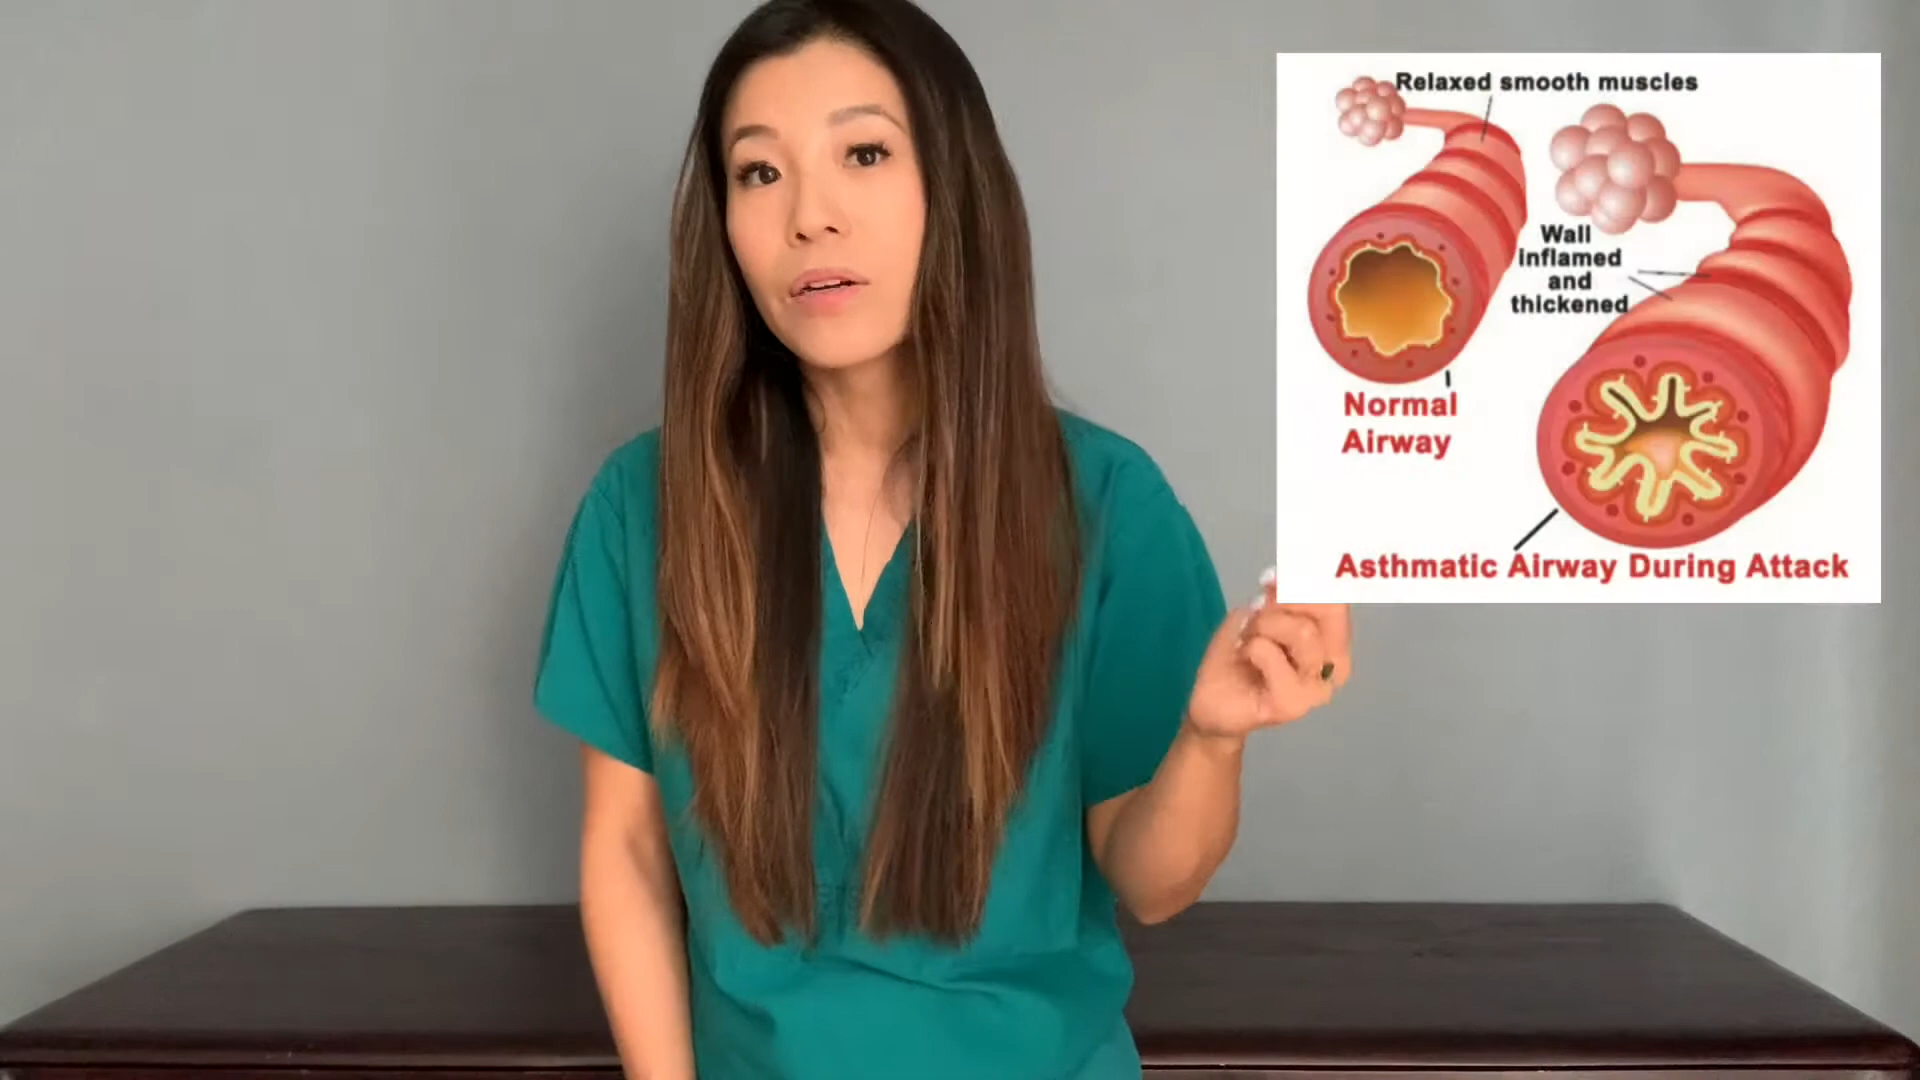 Relaxed smooth muscles
Wall
inflamed
and
thickened
Normal
Airway
Asthmatic Airway During Attack